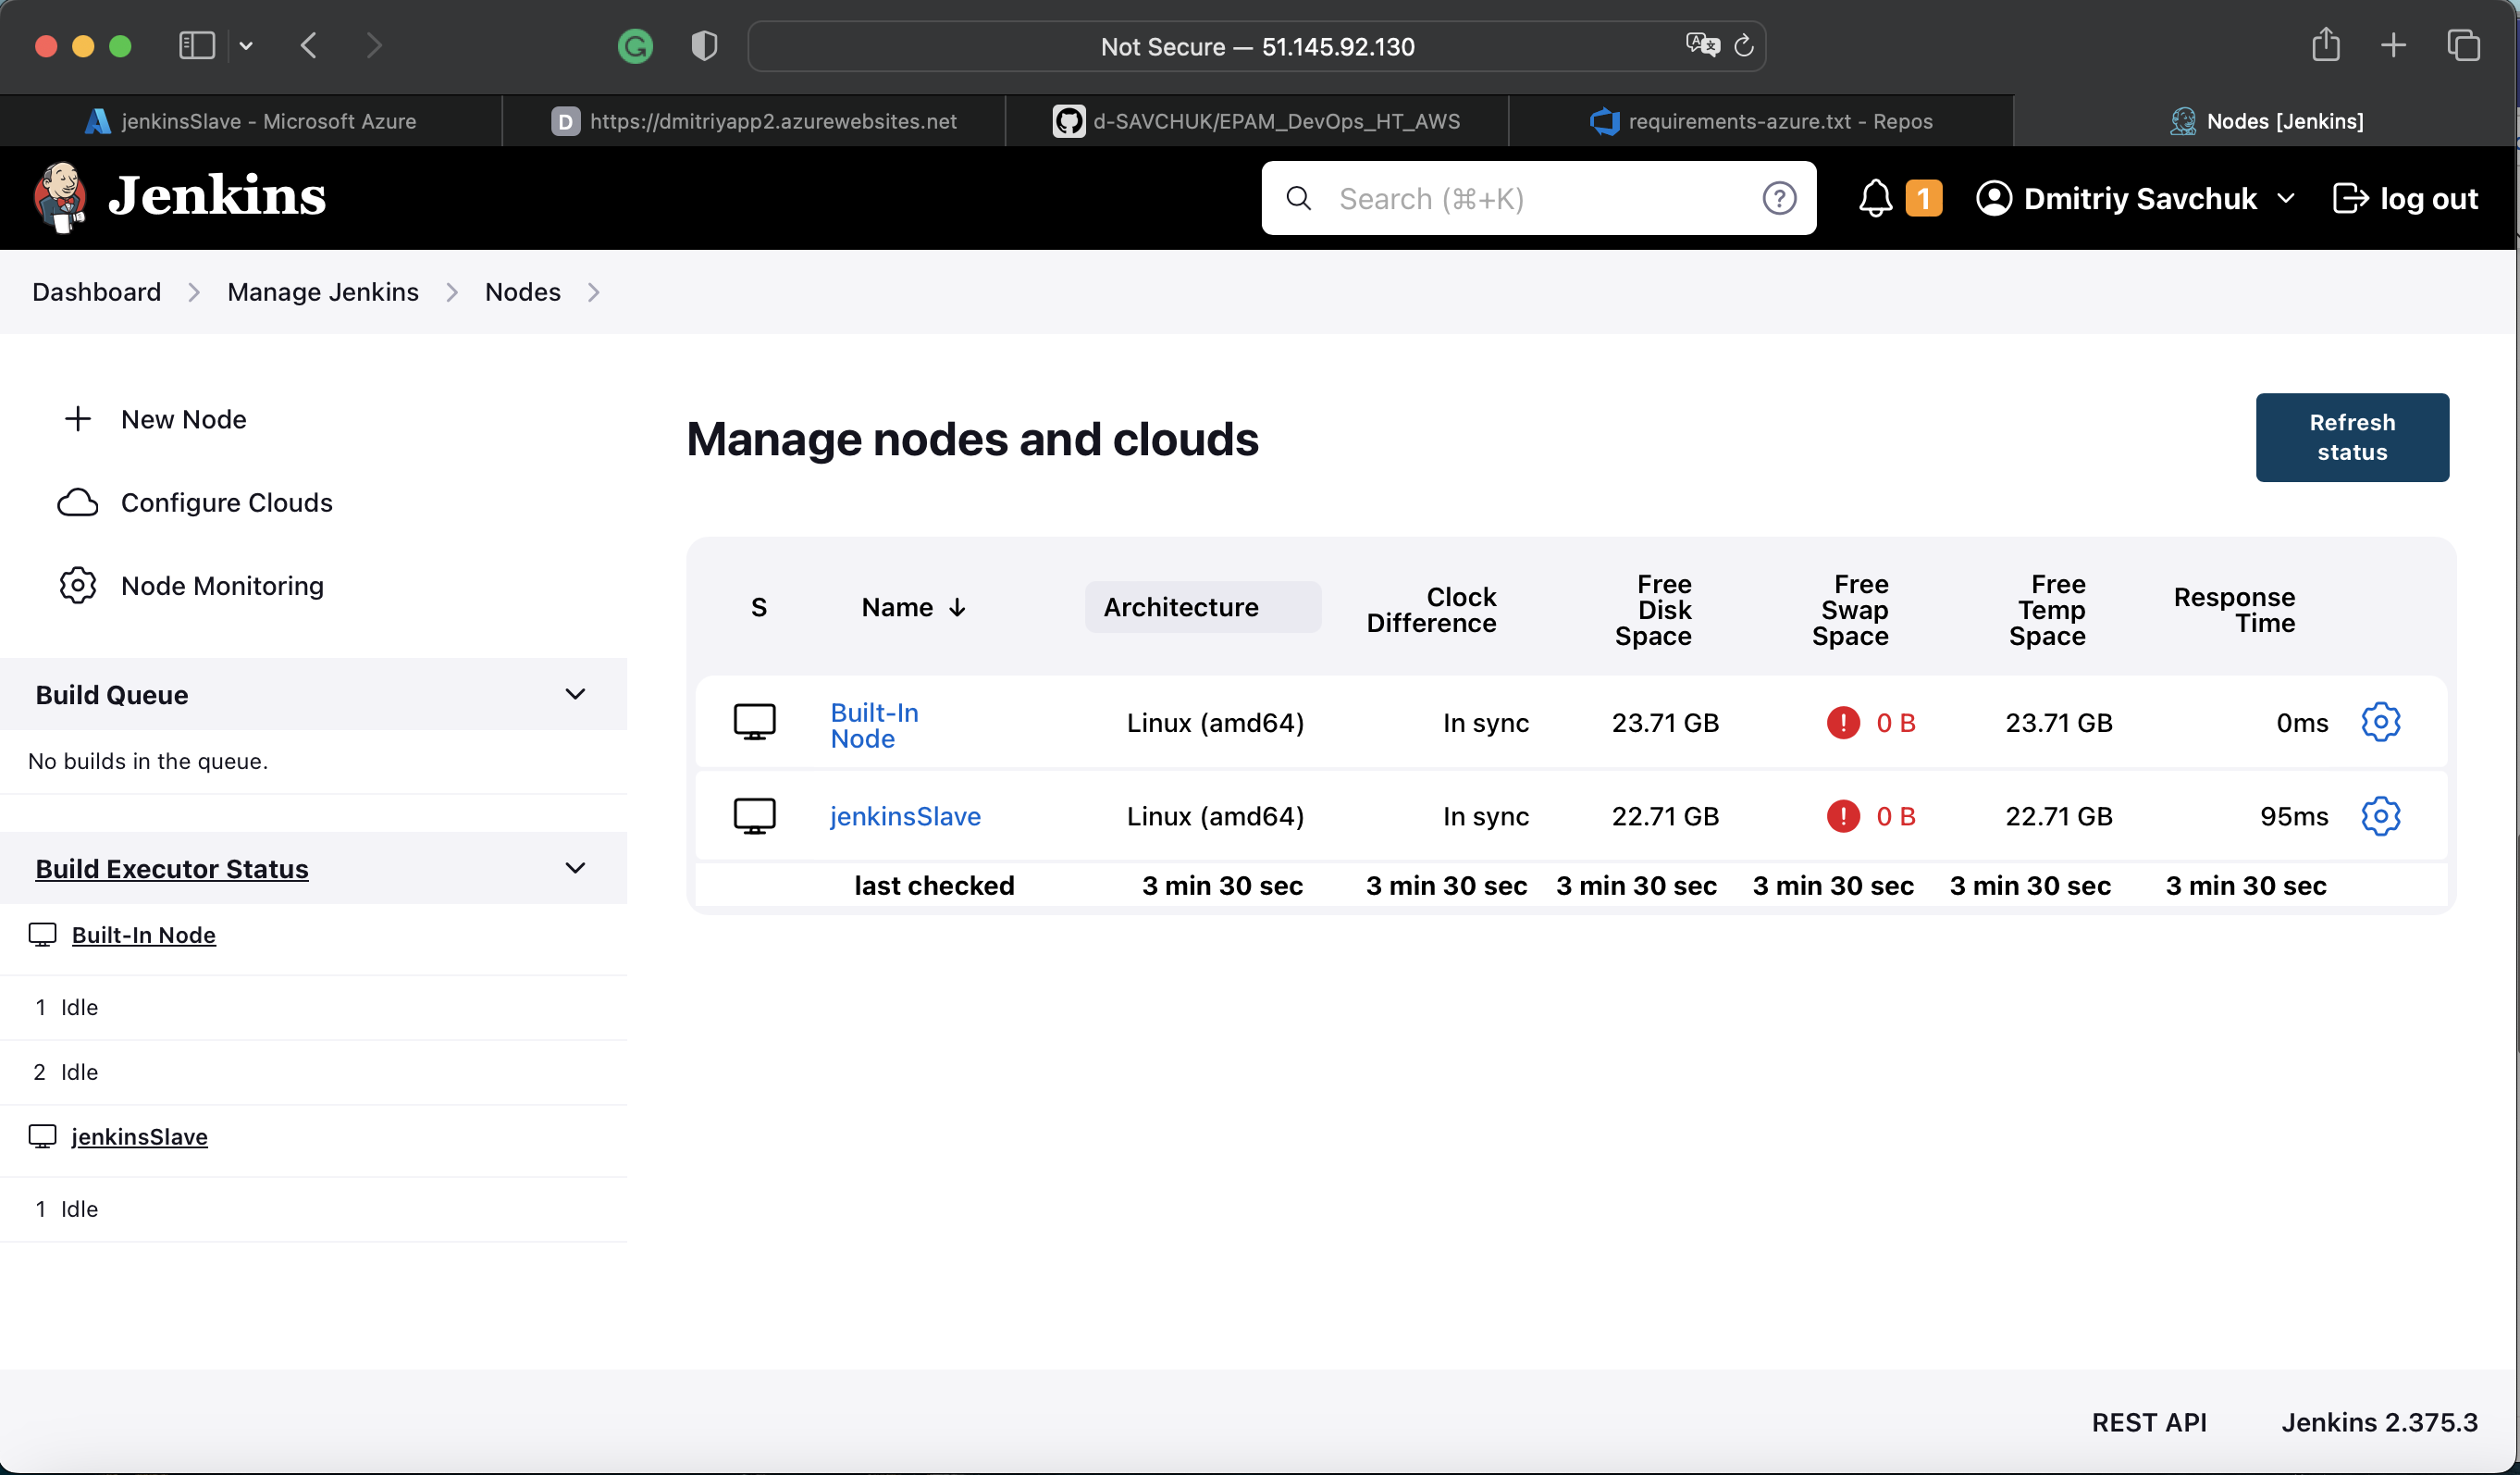 Not Secure — 51.145.92.130
jenkinsSlave - Microsoft Azure
D https://dmitriyapp2.azurewebsites.net
d-SAVCHUK/EPAM_DevOps_HT_AWS
requirements-azure.txt - Repos
Nodes [Jenkins]
Jenkins
Search (⌘+K)
1
Dmitriy Savchuk
log out
Dashboard
Manage Jenkins
Nodes
New Node
Configure Clouds
Node Monitoring
Build Queue
No builds in the queue.
Build Executor Status
Built-In Node
1 Idle
2 Idle
jenkinsSlave
1 Idle
Manage nodes and clouds
Refresh
status
S
Name ↓
Architecture
Clock
Difference
Free
Disk
Space
Free
Swap
Space
Free
Temp
Space
Response
Time
Built-In
Node
Linux (amd64)
In sync
23.71 GB
0 B
23.71 GB
0ms
jenkinsSlave
Linux (amd64)
In sync
22.71 GB
0 B
22.71 GB
95ms
last checked
3 min 30 sec
3 min 30 sec
3 min 30 sec
3 min 30 sec
3 min 30 sec
3 min 30 sec
REST API
Jenkins 2.375.3